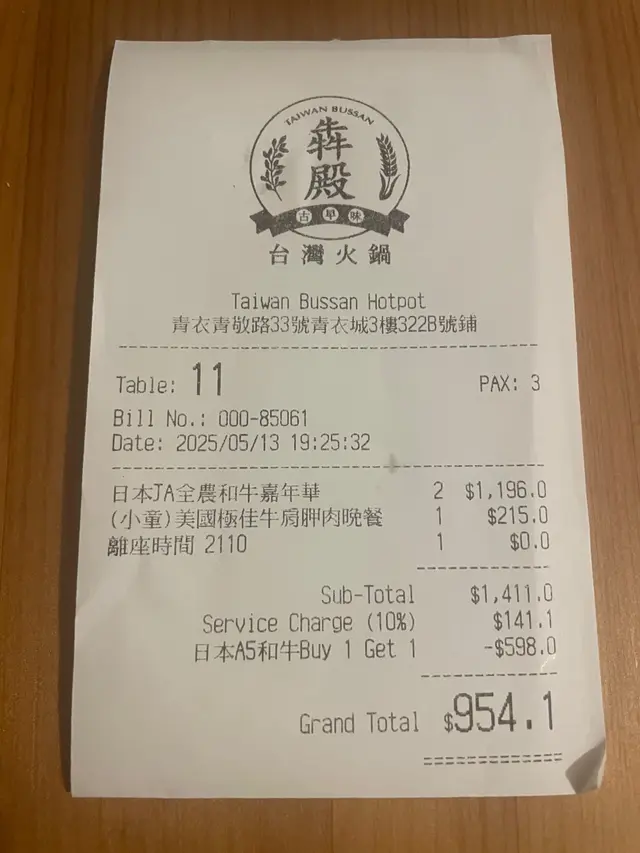 TAIWAN BUSSAN
犇殿
古早味
台灣火鍋
Taiwan Bussan Hotpot
青衣青敬路33號青衣城3樓322B號鋪
Table: 11 PAX: 3
Bill No.: 000-85061
Date: 2025/05/13 19:25:32
日本JA全農和牛嘉年華 2 $1,196.0
(小童)美國極佳牛肩胛肉晚餐 1 $215.0
離座時間 2110 1 $0.0
Sub-Total $1,411.0
Service Charge (10%) $141.1
日本A5和牛Buy 1 Get 1 -$598.0
Grand Total $954.1